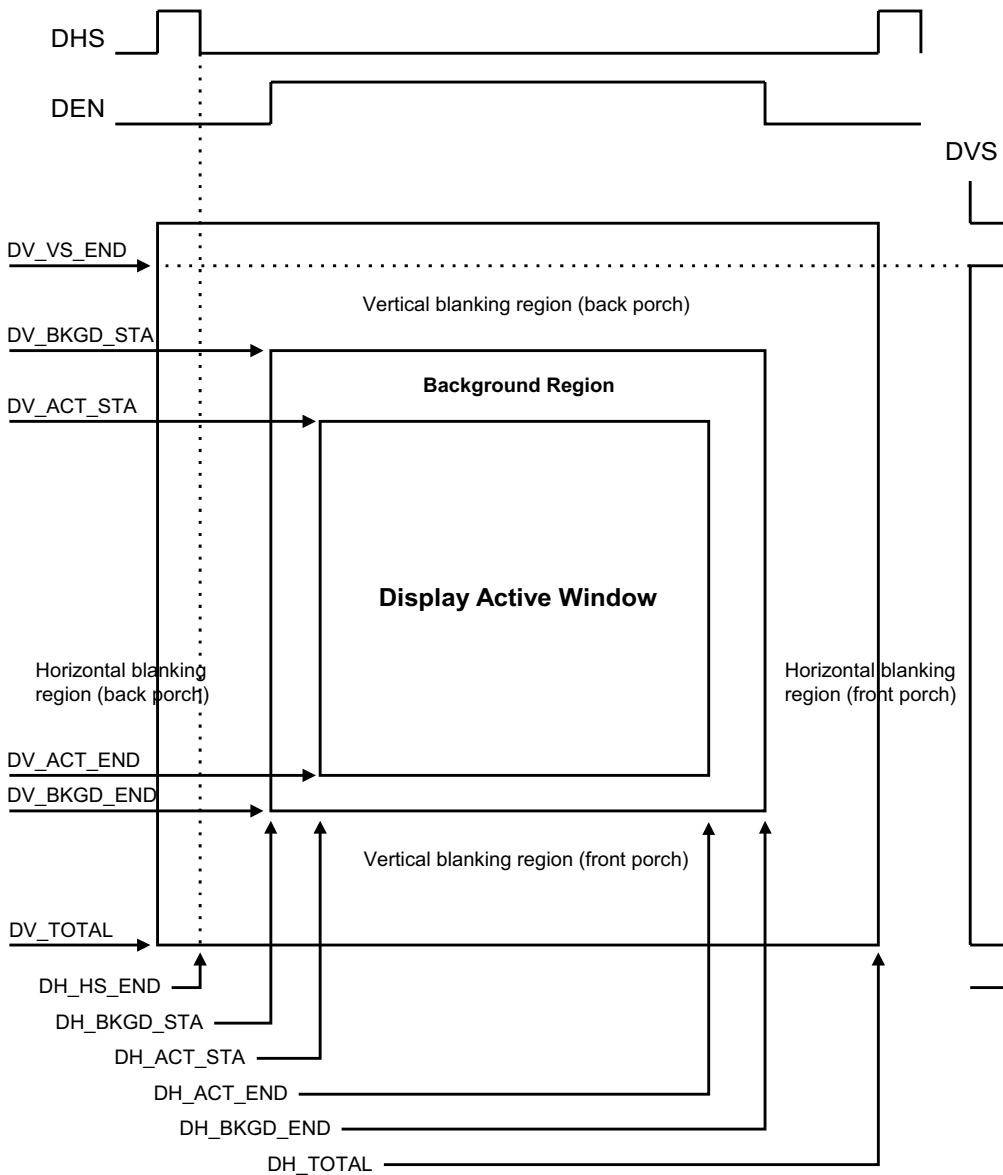 DHS
DEN
DVS
DV_VS_END
Vertical blanking region (back porch)
DV_BKGD_STA
Background Region
DV_ACT_STA
Display Active Window
Horizontal blanking
region (back porch)
Horizontal blanking
region (front porch)
DV_ACT_END
DV_BKGD_END
Vertical blanking region (front porch)
DV_TOTAL
DH_HS_END
DH_BKGD_STA
DH_ACT_STA
DH_ACT_END
DH_BKGD_END
DH_TOTAL